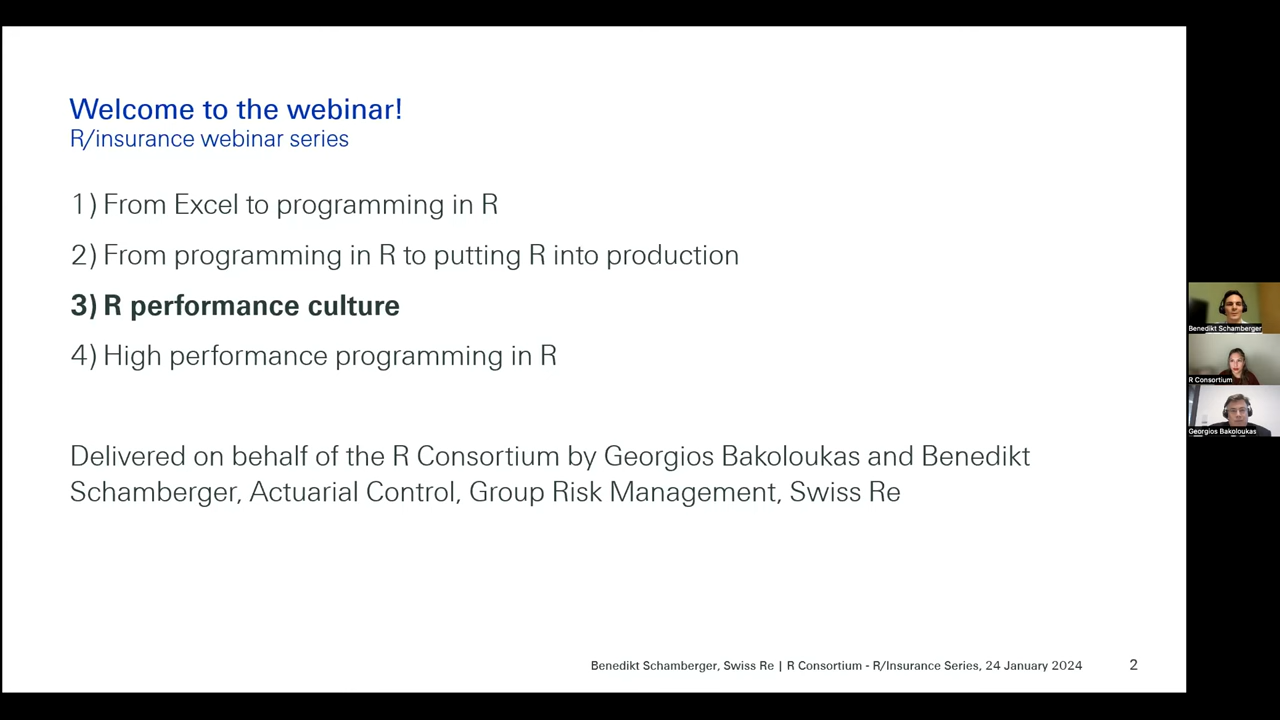 Welcome to the webinar!
R/insurance webinar series
1) From Excel to programming in R
2) From programming in R to putting R into production
3) R performance culture
4) High performance programming in R
Delivered on behalf of the R Consortium by Georgios Bakoloukas and Benedikt
Schamberger, Actuarial Control, Group Risk Management, Swiss Re
Benedikt Schamberger, Swiss Re | R Consortium - R/Insurance Series, 24 January 2024
2
Benedikt Schamberger
R Consortium
Georgios Bakoloukas